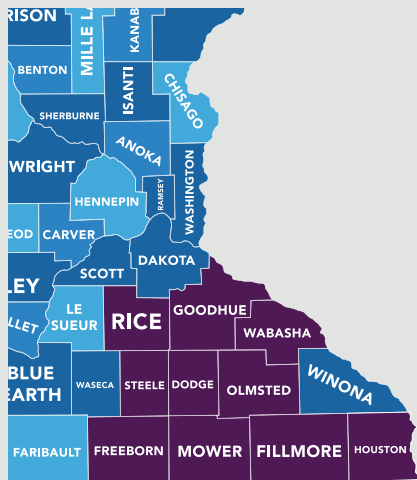 RISON
MILLE LA
KANAB
BENTON
ISANTI
CHISAGO
SHERBURNE
ANOKA
WRIGHT
HENNEPIN
RAMSEY
WASHINGTON
EOD
CARVER
DAKOTA
SCOTT
LEY
LE
SUEUR
LLET
RICE
GOODHUE
WABASHA
BLUE
EARTH
WASECA
STEELE
DODGE
OLMSTED
WINONA
FARIBAULT
FREEBORN
MOWER
FILLMORE
HOUSTON